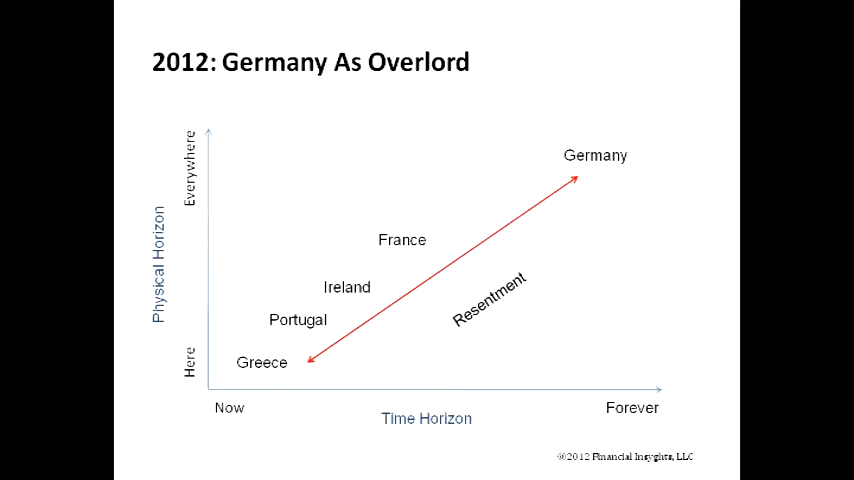 2012: Germany As Overlord
Everywhere
Germany
Physical Horizon
France
Ireland
Resentment
Portugal
Here
Greece
Now
Forever
Time Horizon
©2012 Financial Insyghts, LLC